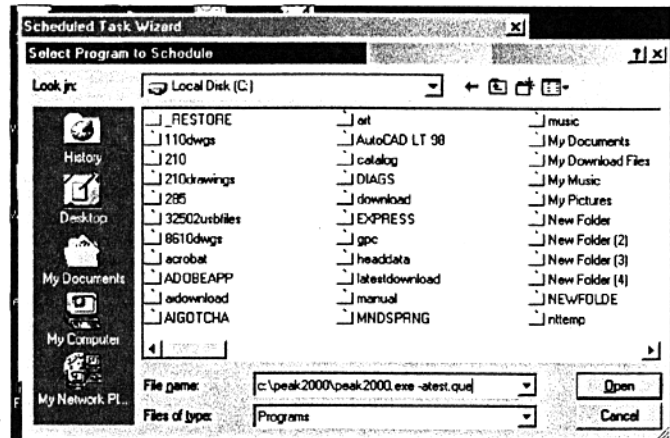 Scheduled Task Wizard
Select Program to Schedule
Look in:
Local Disk (C:)
History
Desktop
My Documents
My Computer
My Network Pl...
_RESTORE
110dwgs
210
210drawings
285
32502usbfiles
8610dwgs
acrobat
ADOBEAPP
aidownload
AIGOTCHA
art
AutoCAD LT 98
catalog
DIAGS
download
EXPRESS
gpc
headdata
latestdownload
manual
MNDSPRNG
music
My Documents
My Download Files
My Music
My Pictures
New Folder
New Folder (2)
New Folder (3)
New Folder (4)
NEWFOLDE
nttemp
File name:
c:\peak2000\peak2000.exe -atest.que
Open
Files of type:
Programs
Cancel